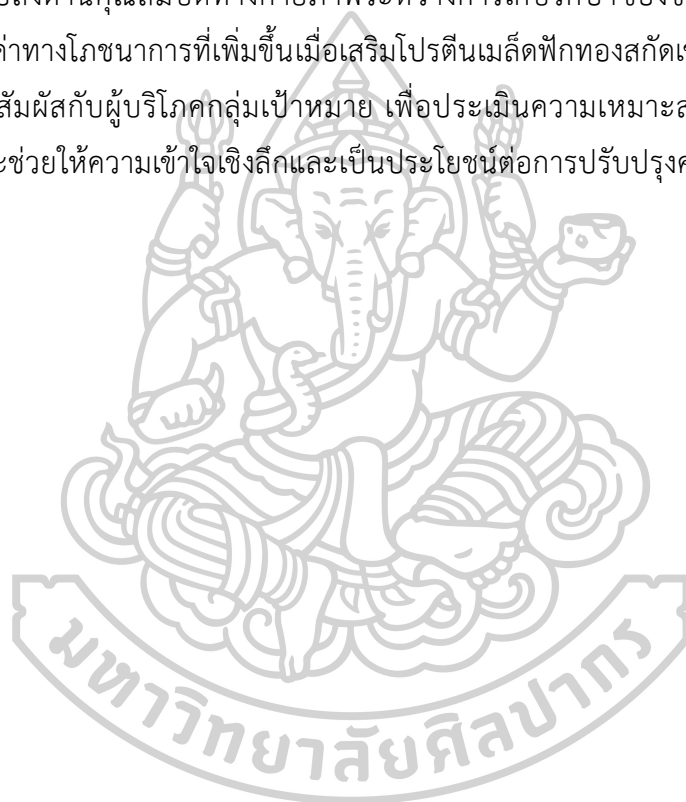 ค่าทางโภชนาการที่เพิ่มขึ้นเมื่อเสริมโปรตีนเมล็ดฟักทองสกัด
สัมผัสกับผู้บริโภคกลุ่มเป้าหมาย เพื่อประเมินความเหมาะ
ช่วยให้ความเข้าใจเชิงลึกและเป็นประโยชน์ต่อการปรับปรุง
มหาวิทยาลัยศิลปากร